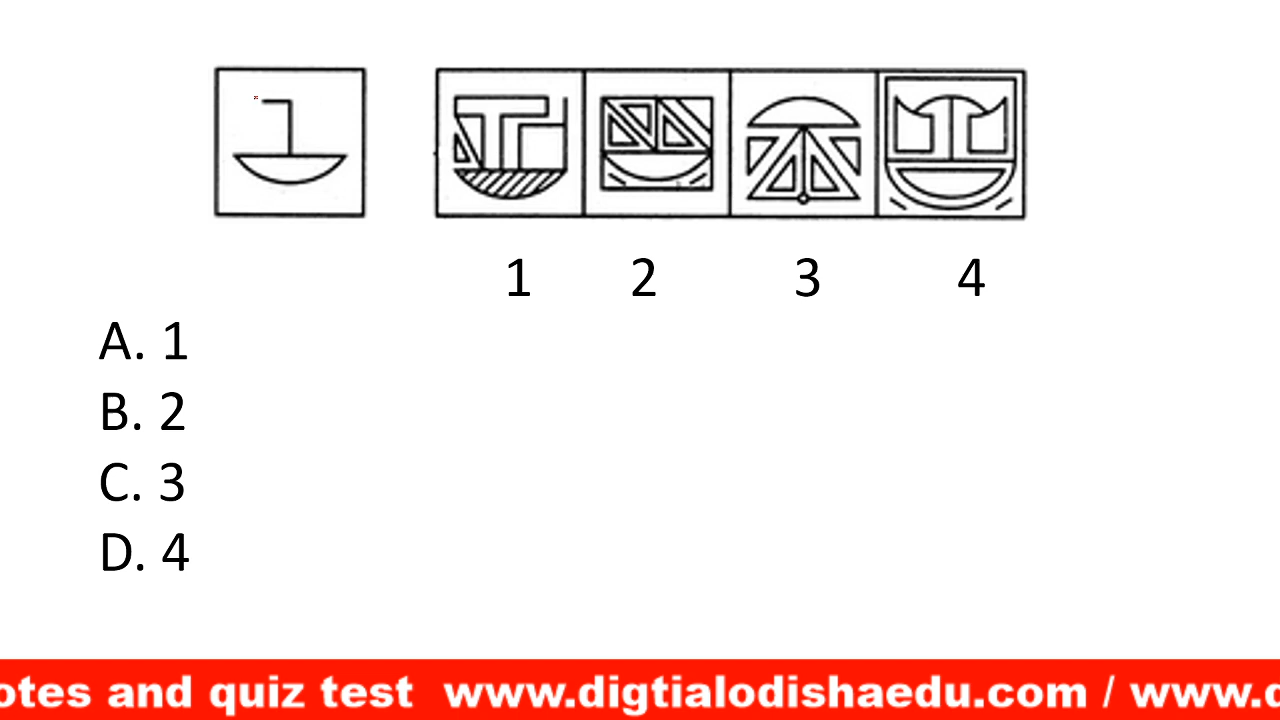 1 2 3 4
A. 1
B. 2
C. 3
D. 4
otes and quiz test www.digtialodishaedu.com / www.d